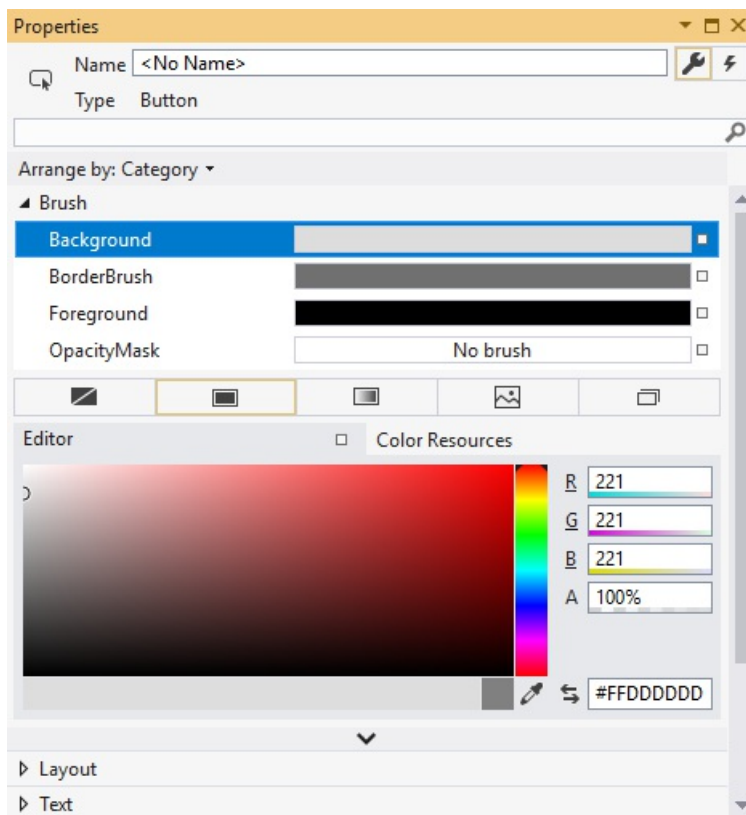 Properties
Name <No Name>
Type Button
Arrange by: Category
Brush
Background
BorderBrush
Foreground
OpacityMask No brush
Editor Color Resources
R 221
G 221
B 221
A 100%
#FFDDDDDD
Layout
Text